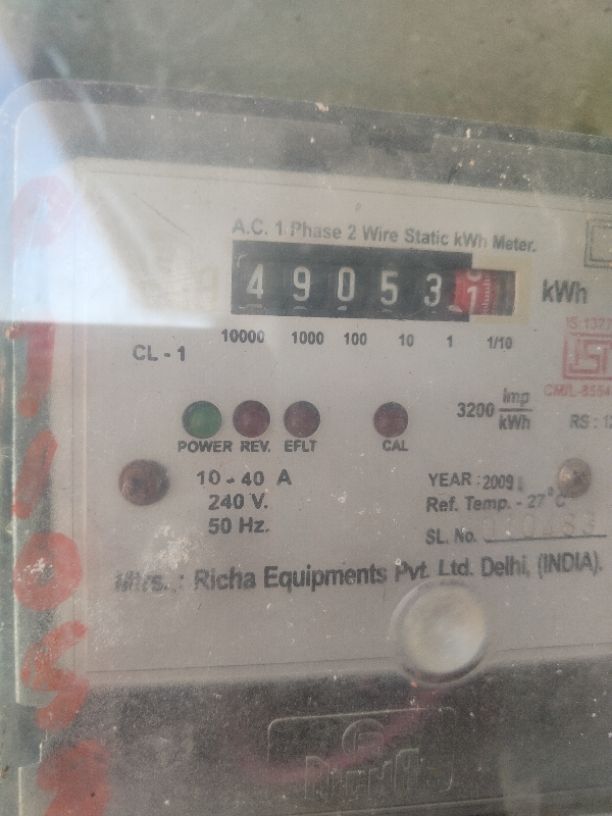 A.C. 1 Phase 2 Wire Static kWh Meter.
4 9 0 5 3 1 kWh
10000 1000 100 10 1 1/10
CL - 1
3200 Imp/kWh
POWER REV. EFLT CAL
10 - 40 A
240 V.
50 Hz.
YEAR : 2009
Ref. Temp. - 27°C
SL. No.
Mfrs. : Richa Equipments Pvt. Ltd. Delhi, (INDIA).